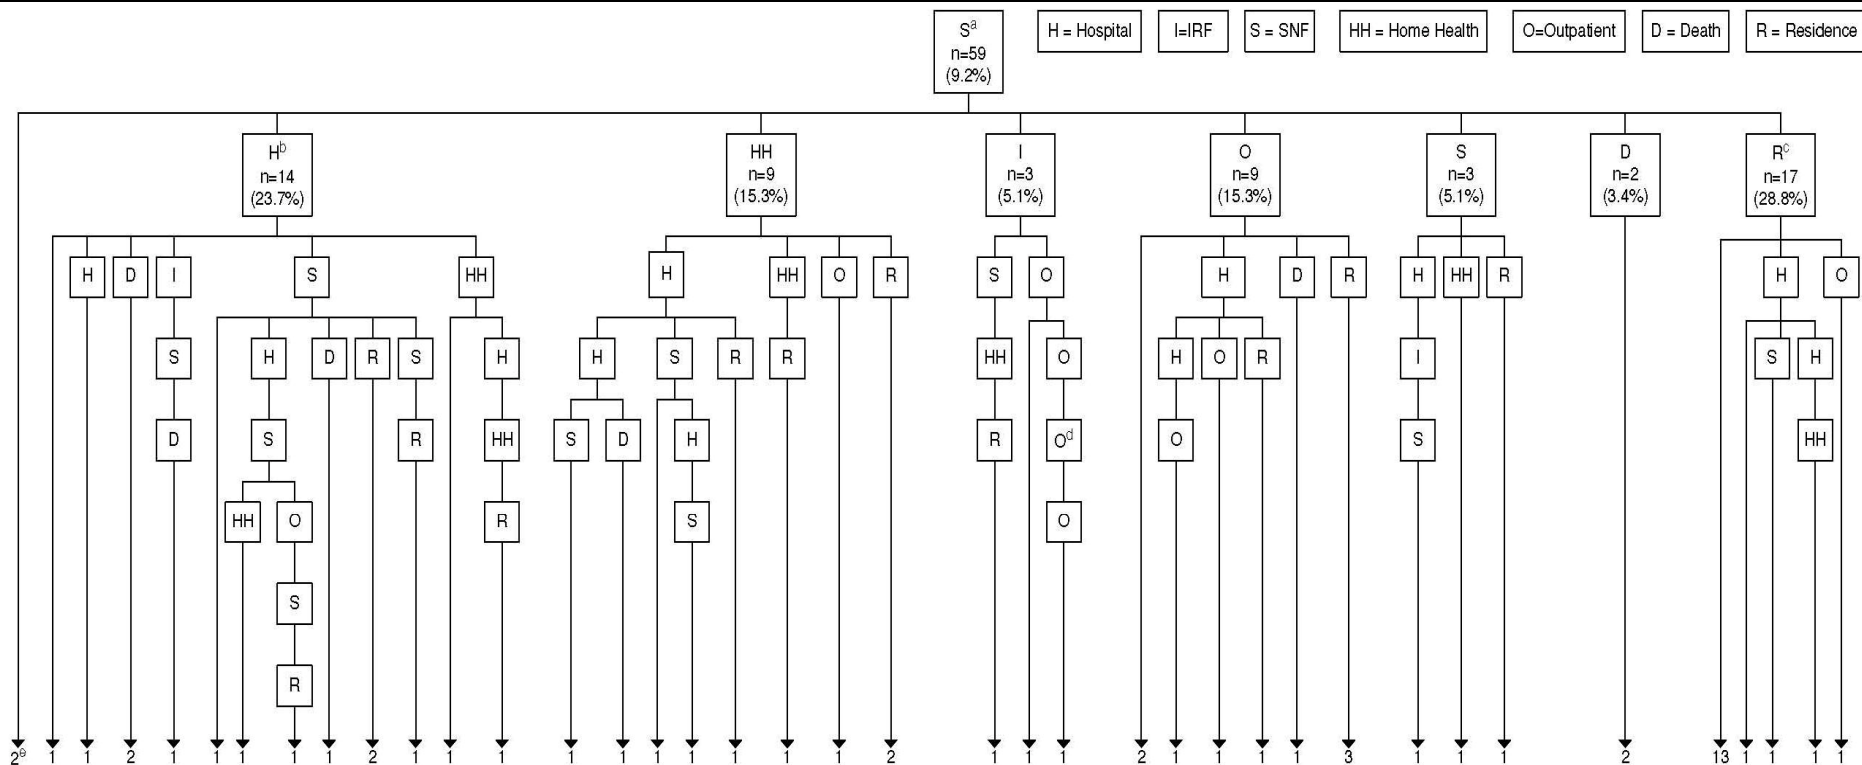 Sª
n=59
(9.2%)
H = Hospital
I=IRF
S = SNF
HH = Home Health
O=Outpatient
D = Death
R = Residence
Hᵇ
n=14
(23.7%)
HH
n=9
(15.3%)
I
n=3
(5.1%)
O
n=9
(15.3%)
S
n=3
(5.1%)
D
n=2
(3.4%)
Rᶜ
n=17
(28.8%)
H D I S HH H HH O R S O H D R H HH R H O
S H D R S H H S R R HH O H O R I S H
D S R HH S D H R Oᵈ O S HH
HH O R S O
S
R
2ᵉ 1 1 2 1 1 1 1 1 2 1 1 1 1 1 1 1 1 1 1 2 1 1 1 2 1 1 1 1 3 1 1 1 2 13 1 1 1 1